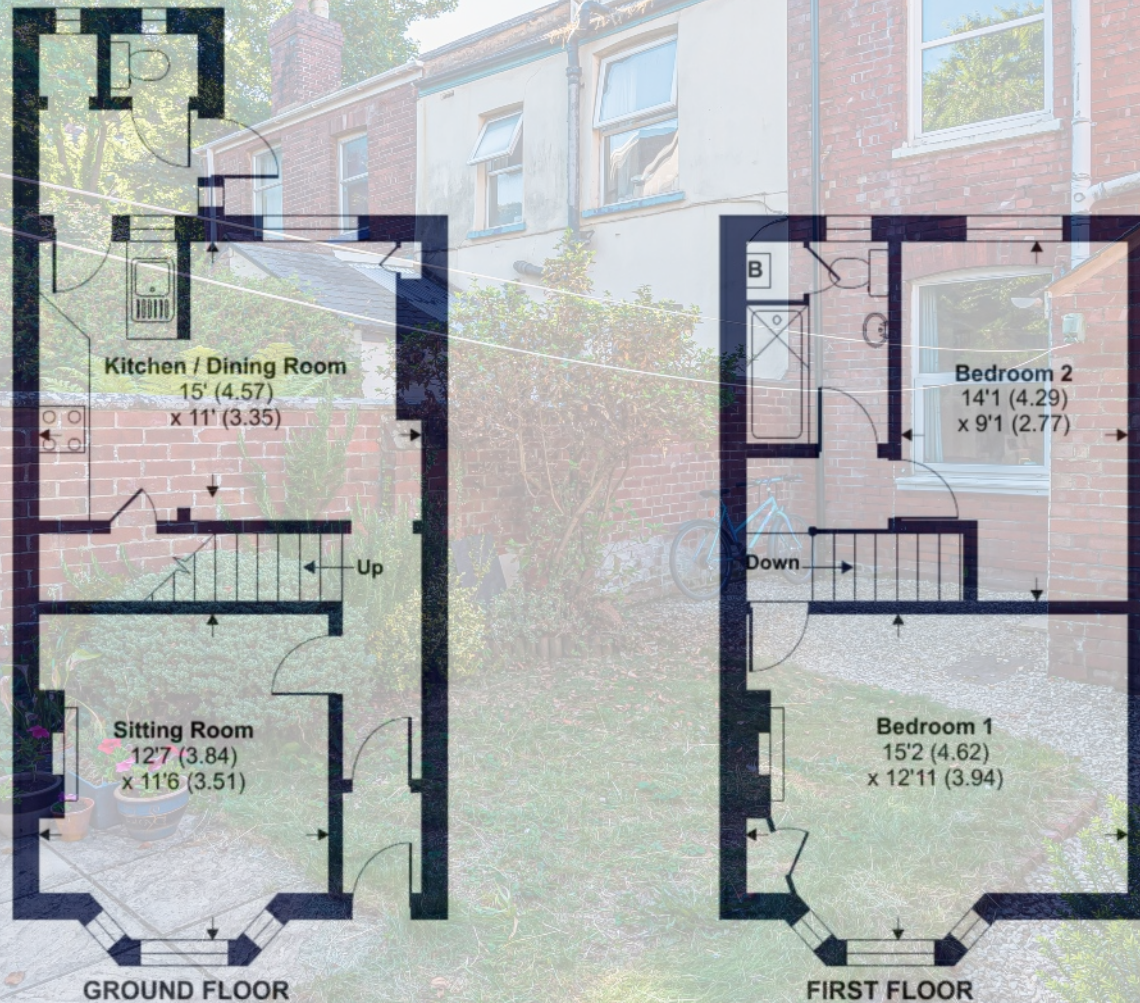 Kitchen / Dining Room
15' (4.57)
x 11' (3.35)
Up
Sitting Room
12'7 (3.84)
x 11'6 (3.51)
GROUND FLOOR
B
Bedroom 2
14'1 (4.29)
x 9'1 (2.77)
Down
Bedroom 1
15'2 (4.62)
x 12'11 (3.94)
FIRST FLOOR